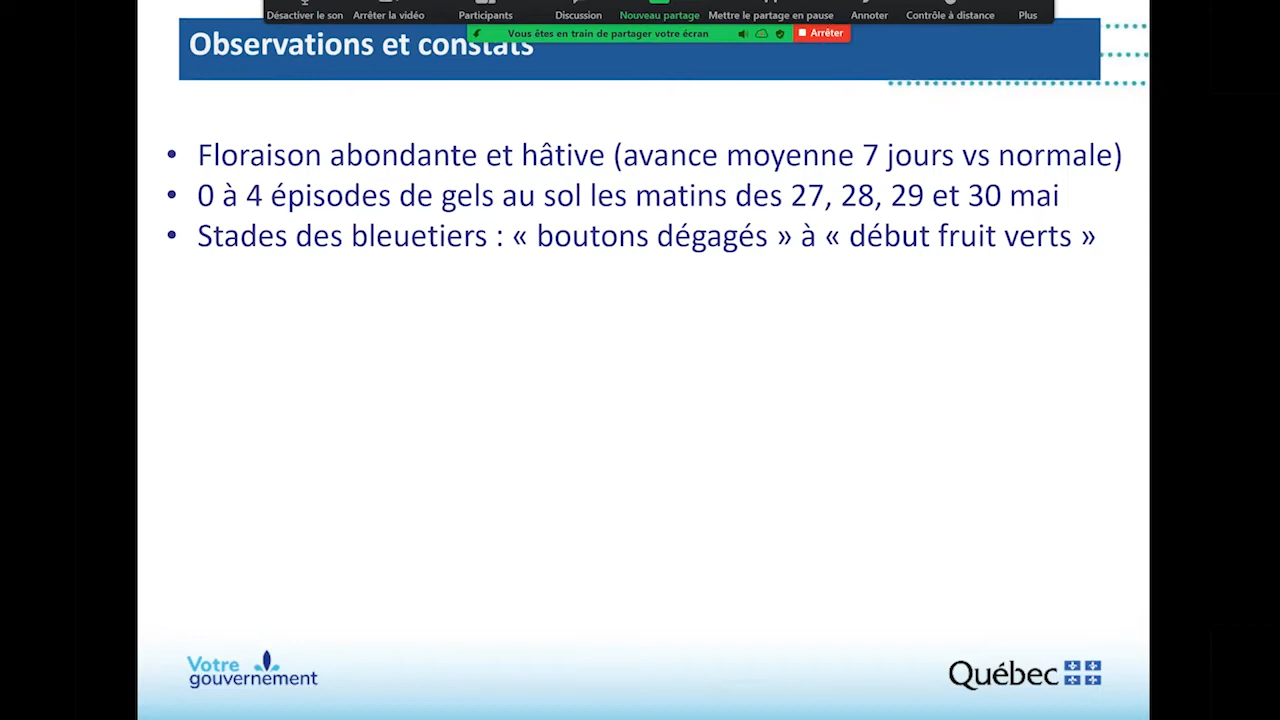 Désactiver le son Arrêter la vidéo Participants Discussion Nouveau partage Mettre le partage en pause Annoter Contrôle à distance Plus
Vous êtes en train de partager votre écran Arrêter
Observations et constats
• Floraison abondante et hâtive (avance moyenne 7 jours vs normale)
• 0 à 4 épisodes de gels au sol les matins des 27, 28, 29 et 30 mai
• Stades des bleuetiers : « boutons dégagés » à « début fruit verts »
Votre
gouvernement
Québec